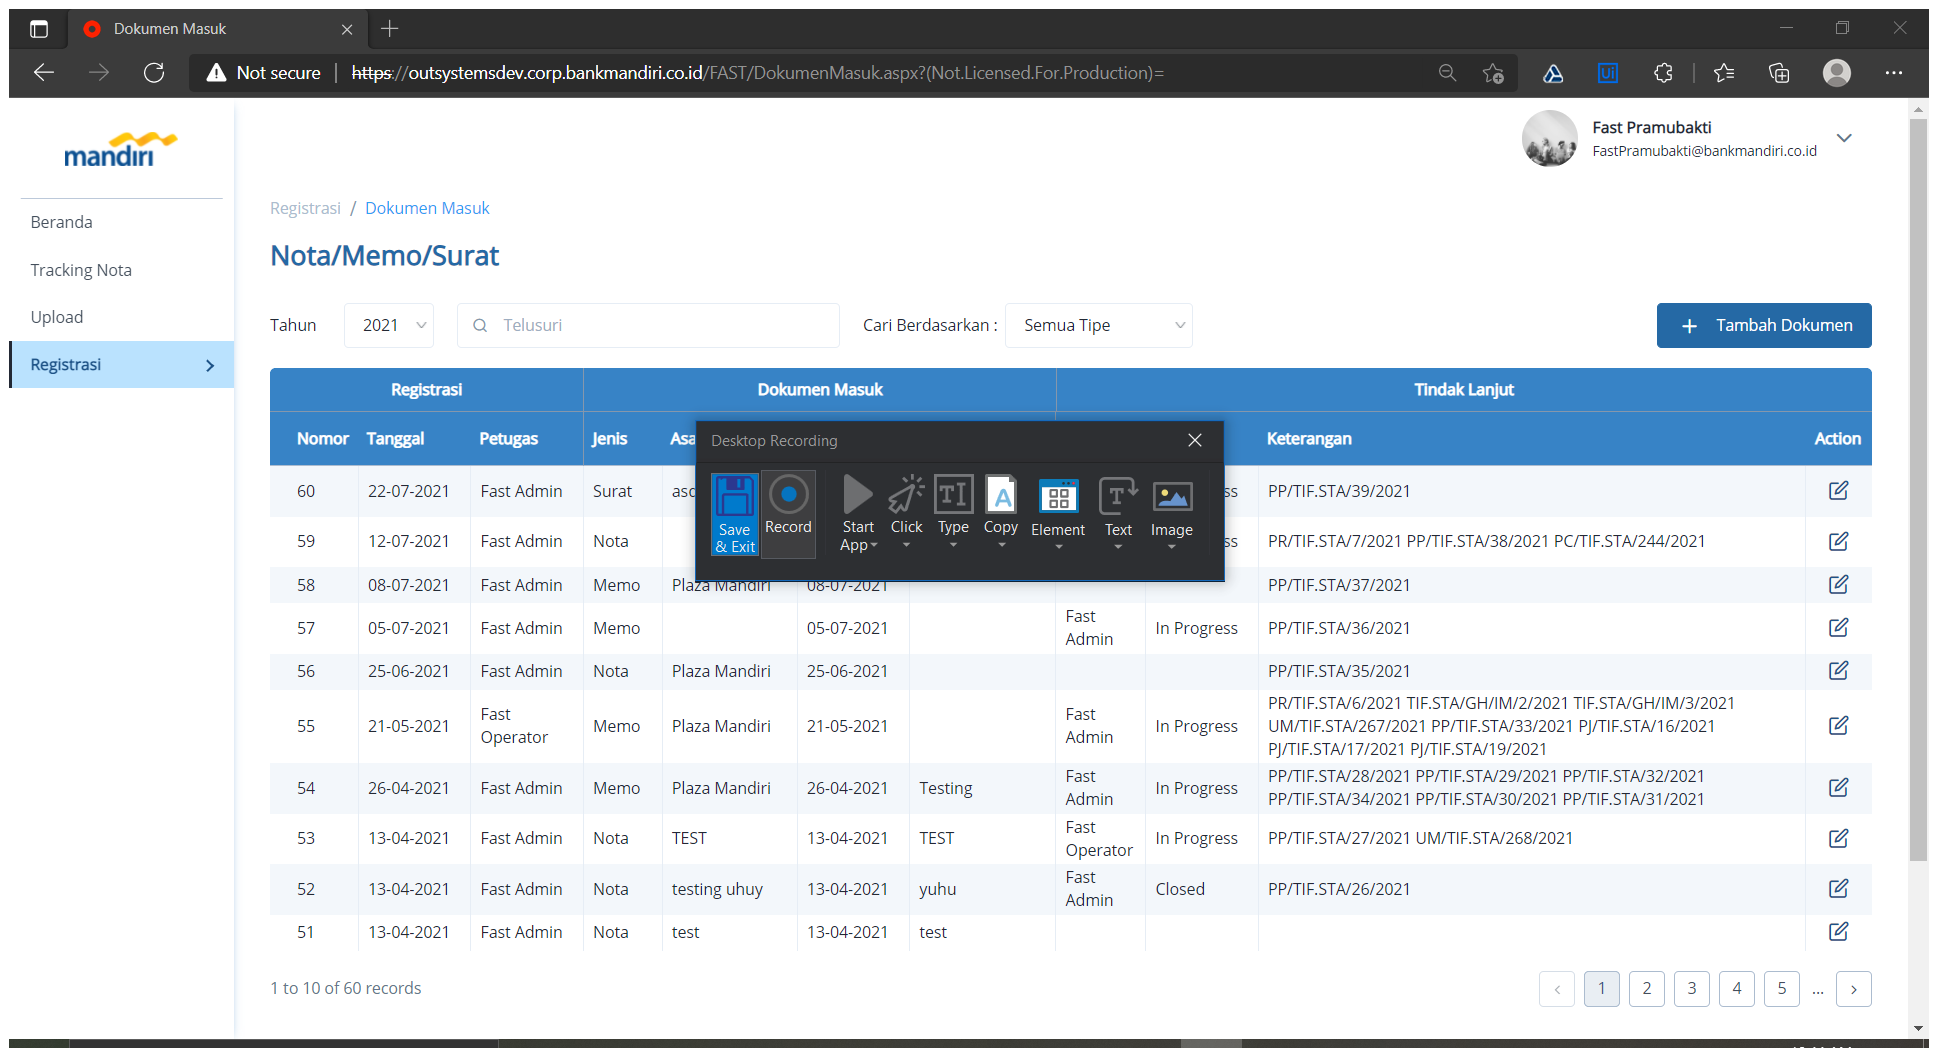 Dokumen Masuk
Not secure
https://outsystemsdev.corp.bankmandiri.co.id/FAST/DokumenMasuk.aspx?(Not.Licensed.For.Production)=
Ui
mandiri
Fast Pramubakti
FastPramubakti@bankmandiri.co.id
Beranda
Tracking Nota
Upload
Registrasi
Registrasi / Dokumen Masuk
Nota/Memo/Surat
Tahun 2021 Telusuri Cari Berdasarkan : Semua Tipe + Tambah Dokumen
Registrasi Dokumen Masuk Tindak Lanjut
Nomor Tanggal Petugas Jenis Keterangan Action
Desktop Recording
Save & Exit
Record
Start App
Click
Type
Copy
Element
Text
Image
60 22-07-2021 Fast Admin Surat PP/TIF.STA/39/2021
59 12-07-2021 Fast Admin Nota PR/TIF.STA/7/2021 PP/TIF.STA/38/2021 PC/TIF.STA/244/2021
58 08-07-2021 Fast Admin Memo Plaza Mandiri 08-07-2021 PP/TIF.STA/37/2021
57 05-07-2021 Fast Admin Memo 05-07-2021 Fast Admin In Progress PP/TIF.STA/36/2021
56 25-06-2021 Fast Admin Nota Plaza Mandiri 25-06-2021 PP/TIF.STA/35/2021
55 21-05-2021 Fast Operator Memo Plaza Mandiri 21-05-2021 Fast Admin In Progress PR/TIF.STA/6/2021 TIF.STA/GH/IM/2/2021 TIF.STA/GH/IM/3/2021
UM/TIF.STA/267/2021 PP/TIF.STA/33/2021 PJ/TIF.STA/16/2021
PJ/TIF.STA/17/2021 PJ/TIF.STA/19/2021
54 26-04-2021 Fast Admin Memo Plaza Mandiri 26-04-2021 Testing Fast Admin In Progress PP/TIF.STA/28/2021 PP/TIF.STA/29/2021 PP/TIF.STA/32/2021
PP/TIF.STA/34/2021 PP/TIF.STA/30/2021 PP/TIF.STA/31/2021
53 13-04-2021 Fast Admin Nota TEST 13-04-2021 TEST Fast Operator In Progress PP/TIF.STA/27/2021 UM/TIF.STA/268/2021
52 13-04-2021 Fast Admin Nota testing uhuy 13-04-2021 yuhu Fast Admin Closed PP/TIF.STA/26/2021
51 13-04-2021 Fast Admin Nota test 13-04-2021 test
1 to 10 of 60 records
< 1 2 3 4 5 ... >